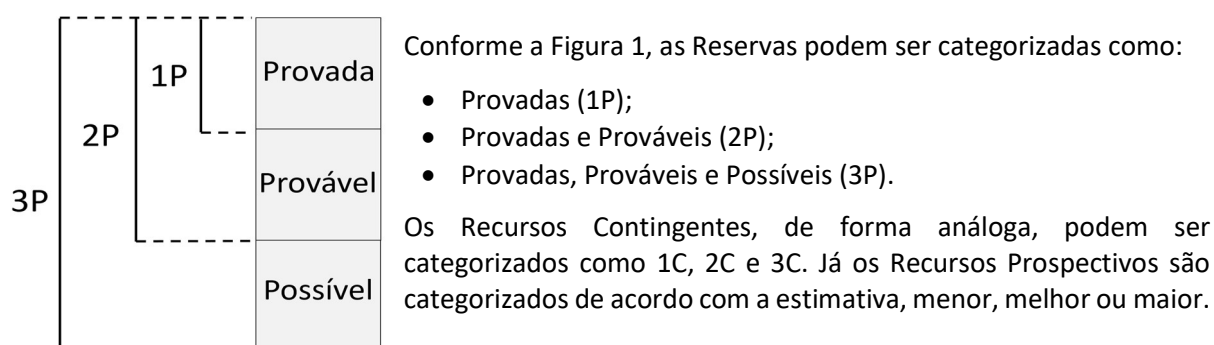 1P
2P
3P
Provada
Provável
Possível
Conforme a Figura 1, as Reservas podem ser categorizadas como:
• Provadas (1P);
• Provadas e Prováveis (2P);
• Provadas, Prováveis e Possíveis (3P).
Os Recursos Contingentes, de forma análoga, podem ser
categorizados como 1C, 2C e 3C. Já os Recursos Prospectivos são
categorizados de acordo com a estimativa, menor, melhor ou maior.